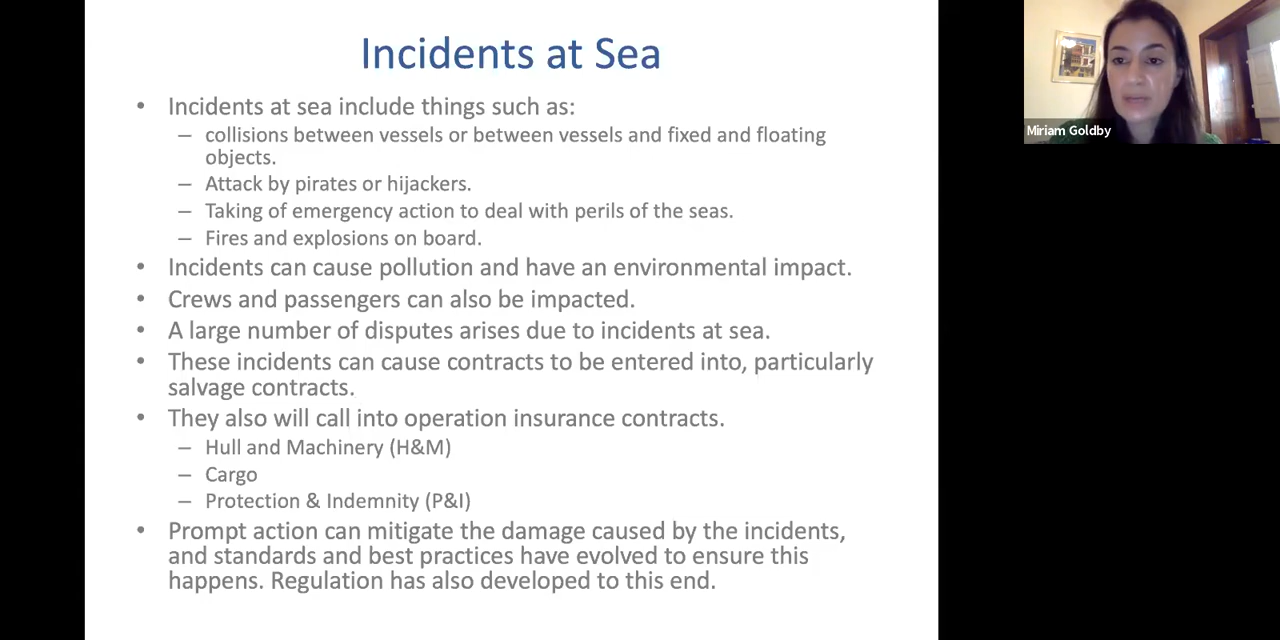 Incidents at Sea
• Incidents at sea include things such as:
– collisions between vessels or between vessels and fixed and floating
objects.
– Attack by pirates or hijackers.
– Taking of emergency action to deal with perils of the seas.
– Fires and explosions on board.
• Incidents can cause pollution and have an environmental impact.
• Crews and passengers can also be impacted.
• A large number of disputes arises due to incidents at sea.
• These incidents can cause contracts to be entered into, particularly
salvage contracts.
• They also will call into operation insurance contracts.
– Hull and Machinery (H&M)
– Cargo
– Protection & Indemnity (P&I)
• Prompt action can mitigate the damage caused by the incidents,
and standards and best practices have evolved to ensure this
happens. Regulation has also developed to this end.
Miriam Goldby